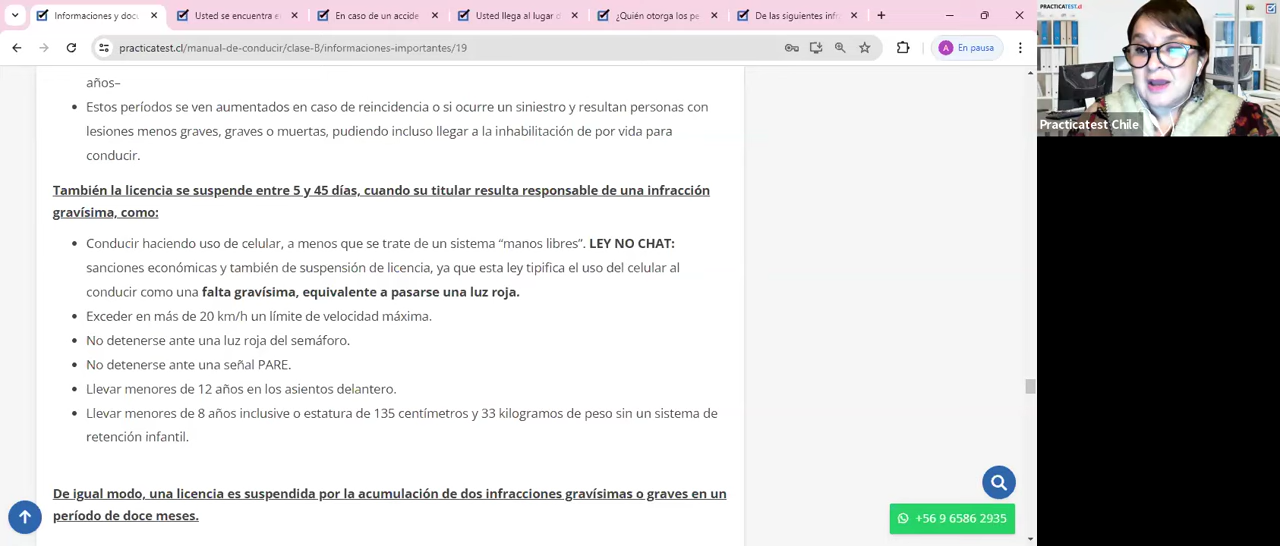 Informaciones y docu
Usted se encuentra e
En caso de un accide
Usted llega al lugar d
¿Quién otorga los pe
De las siguientes infr
practicatest.cl/manual-de-conducir/clase-B/informaciones-importantes/19
A En pausa
PRACTICATEST.cl
Practicatest Chile
años–
Estos períodos se ven aumentados en caso de reincidencia o si ocurre un siniestro y resultan personas con
lesiones menos graves, graves o muertas, pudiendo incluso llegar a la inhabilitación de por vida para
conducir.
También la licencia se suspende entre 5 y 45 días, cuando su titular resulta responsable de una infracción
gravísima, como:
Conducir haciendo uso de celular, a menos que se trate de un sistema “manos libres”. LEY NO CHAT:
sanciones económicas y también de suspensión de licencia, ya que esta ley tipifica el uso del celular al
conducir como una falta gravísima, equivalente a pasarse una luz roja.
Exceder en más de 20 km/h un límite de velocidad máxima.
No detenerse ante una luz roja del semáforo.
No detenerse ante una señal PARE.
Llevar menores de 12 años en los asientos delantero.
Llevar menores de 8 años inclusive o estatura de 135 centímetros y 33 kilogramos de peso sin un sistema de
retención infantil.
De igual modo, una licencia es suspendida por la acumulación de dos infracciones gravísimas o graves en un
período de doce meses.
+56 9 6586 2935